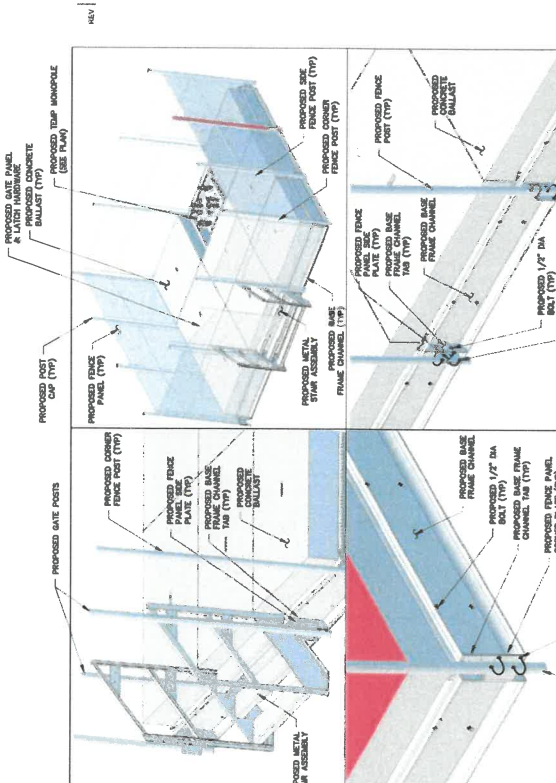 REV
PROPOSED GATE POSTS
PROPOSED CORNER
FENCE POST (TYP)
PROPOSED FENCE
PANEL SIDE
PLATE (TYP)
PROPOSED BASE
FRAME CHANNEL
TAB (TYP)
PROPOSED
CONCRETE
BALLAST
POSED METAL
IR ASSEMBLY
PROPOSED POST
CAP (TYP)
PROPOSED FENCE
PANEL (TYP)
PROPOSED GATE PANEL
& LATCH HARDWARE
PROPOSED CONCRETE
BALLAST (TYP)
PROPOSED TEMP MONOPOLE
(SEE PLAN)
PROPOSED SIDE
FENCE POST (TYP)
PROPOSED CORNER
FENCE POST (TYP)
PROPOSED METAL
STAIR ASSEMBLY
PROPOSED BASE
FRAME CHANNEL (TYP)
PROPOSED BASE
FRAME CHANNEL
PROPOSED 1/2" DIA
BOLT (TYP)
PROPOSED BASE FRAME
CHANNEL TAB (TYP)
PROPOSED FENCE PANEL
PROPOSED FENCE
PANEL SIDE
PLATE (TYP)
PROPOSED BASE
FRAME CHANNEL
TAB (TYP)
PROPOSED BASE
FRAME CHANNEL
PROPOSED FENCE
POST (TYP)
PROPOSED
CONCRETE
BALLAST
PROPOSED 1/2" DIA
BOLT (TYP)